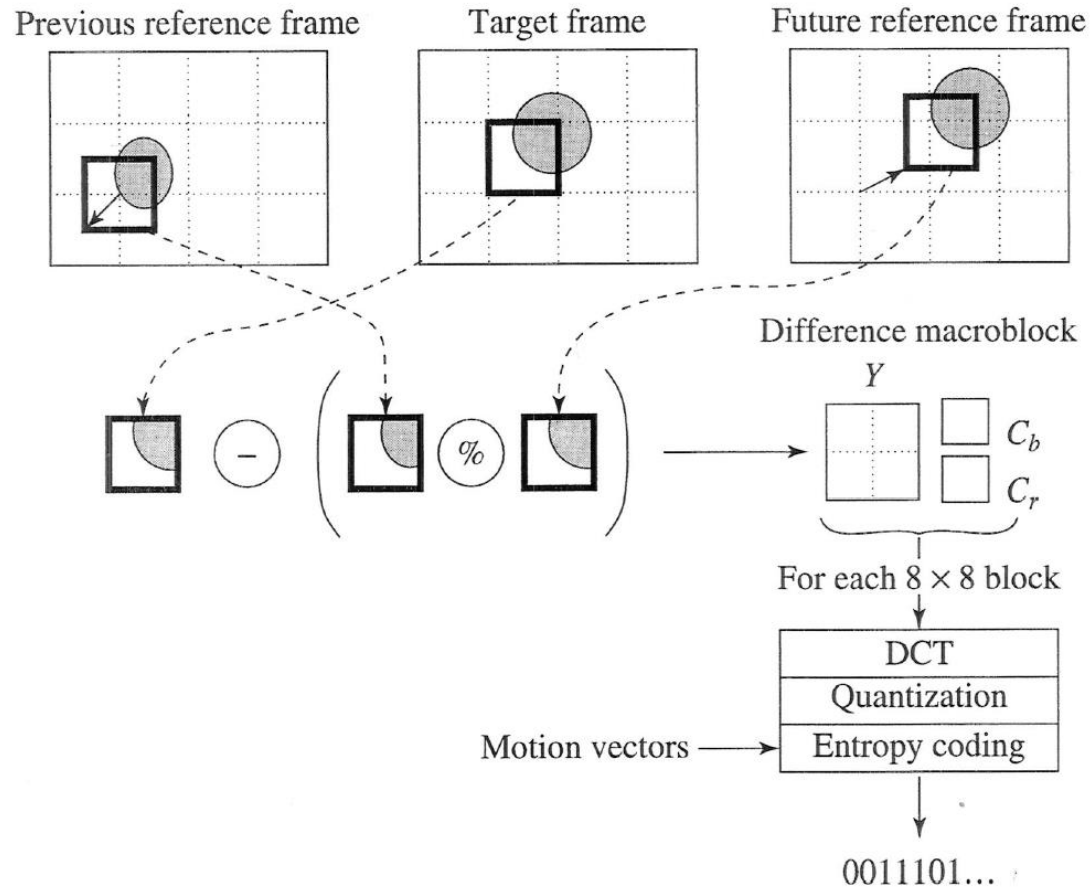 Previous reference frame
Target frame
Future reference frame
Difference macroblock
Y
C_b
C_r
−
%
For each 8 × 8 block
DCT
Quantization
Motion vectors
Entropy coding
0011101...